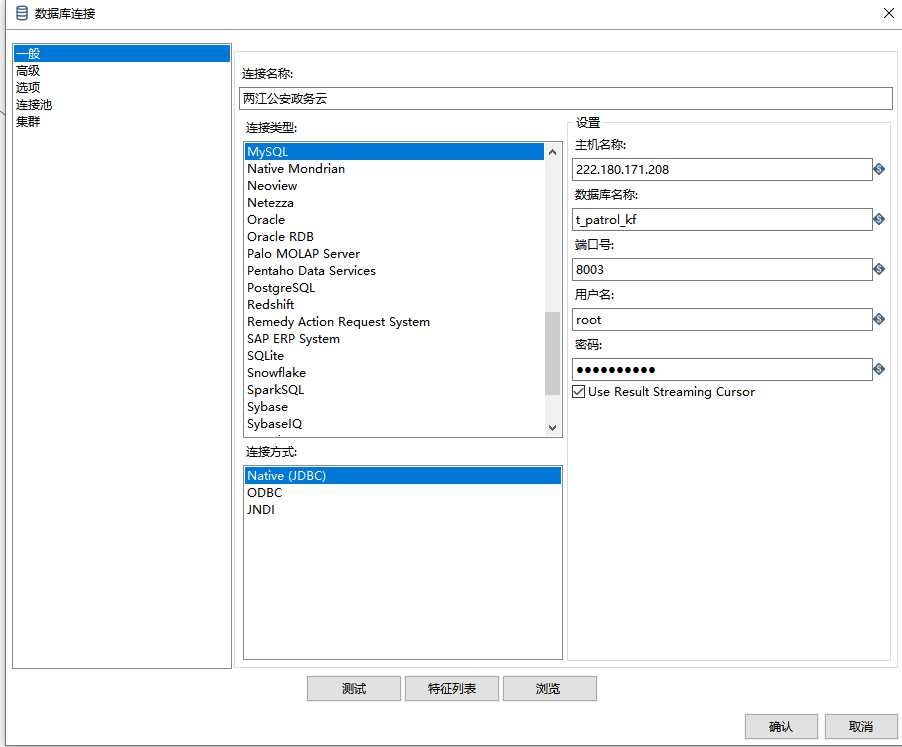 数据库连接
一般
高级
选项
连接池
集群
连接名称:
两江公安政务云
连接类型:
MySQL
Native Mondrian
Neoview
Netezza
Oracle
Oracle RDB
Palo MOLAP Server
Pentaho Data Services
PostgreSQL
Redshift
Remedy Action Request System
SAP ERP System
SQLite
Snowflake
SparkSQL
Sybase
SybaseIQ
连接方式:
Native (JDBC)
ODBC
JNDI
设置
主机名称:
222.180.171.208
数据库名称:
t_patrol_kf
端口号:
8003
用户名:
root
密码:
●●●●●●●●●●
Use Result Streaming Cursor
测试
特征列表
浏览
确认
取消